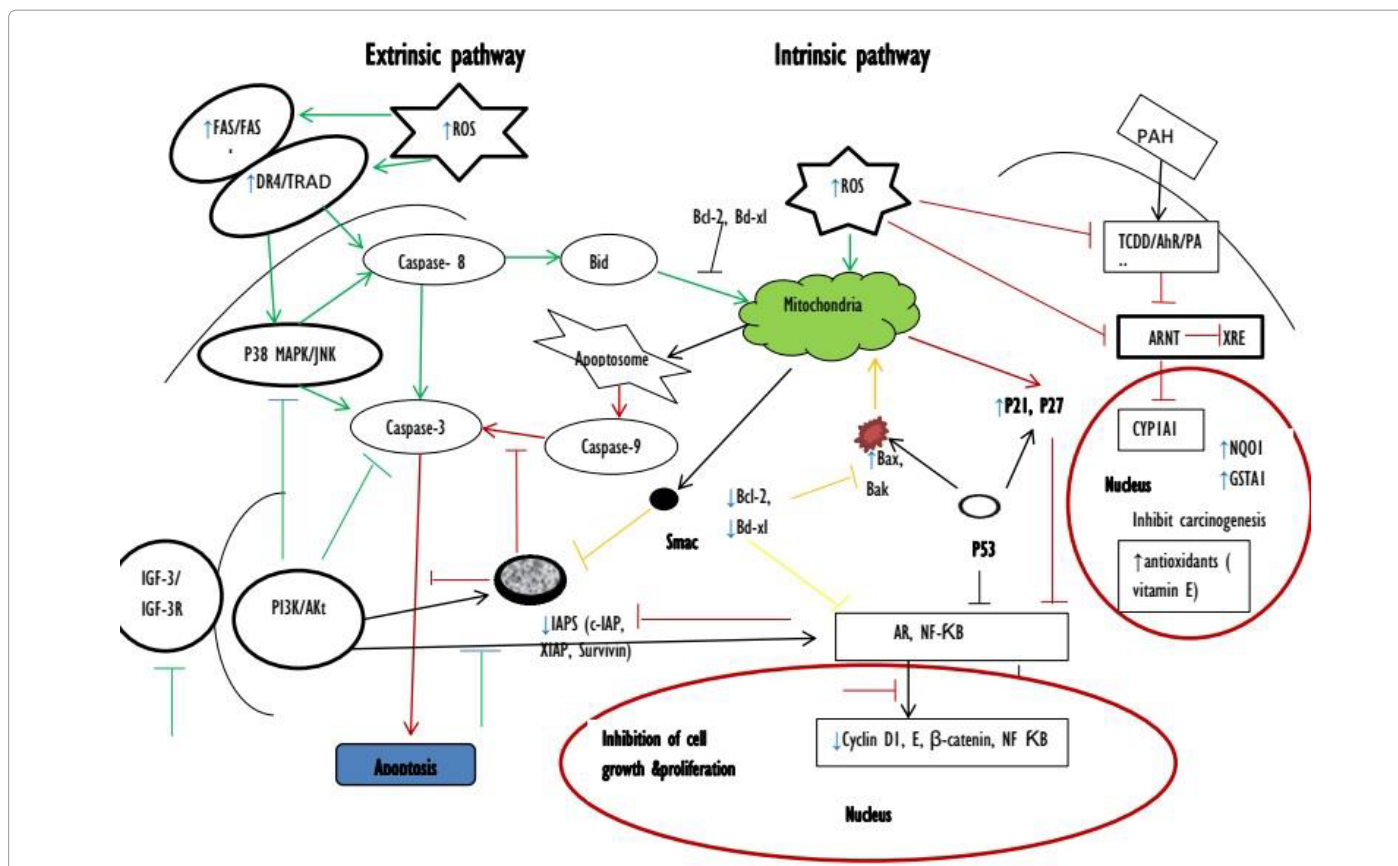 Extrinsic pathway
Intrinsic pathway
↑FAS/FAS
.
↑ROS
↑DR4/TRAD
PAH
↑ROS
Bcl-2, Bd-xl
TCDD/AhR/PA
..
Caspase- 8
Bid
Mitochondria
ARNT
XRE
P38 MAPK/JNK
Apoptosome
↑P21, P27
Caspase-3
Caspase-9
CYP1A1
↑NQO1
↑GSTA1
↑Bax,
Bak
↓Bcl-2,
↓Bd-xl
Smac
P53
Nucleus
Inhibit carcinogenesis
↑antioxidants (
vitamin E)
IGF-3/
IGF-3R
PI3K/AKt
↓IAPS (c-IAP,
XIAP, Survivin)
AR, NF-KB
↓Cyclin D1, E, β-catenin, NF KB
Inhibition of cell
growth &proliferation
Apoptosis
Nucleus